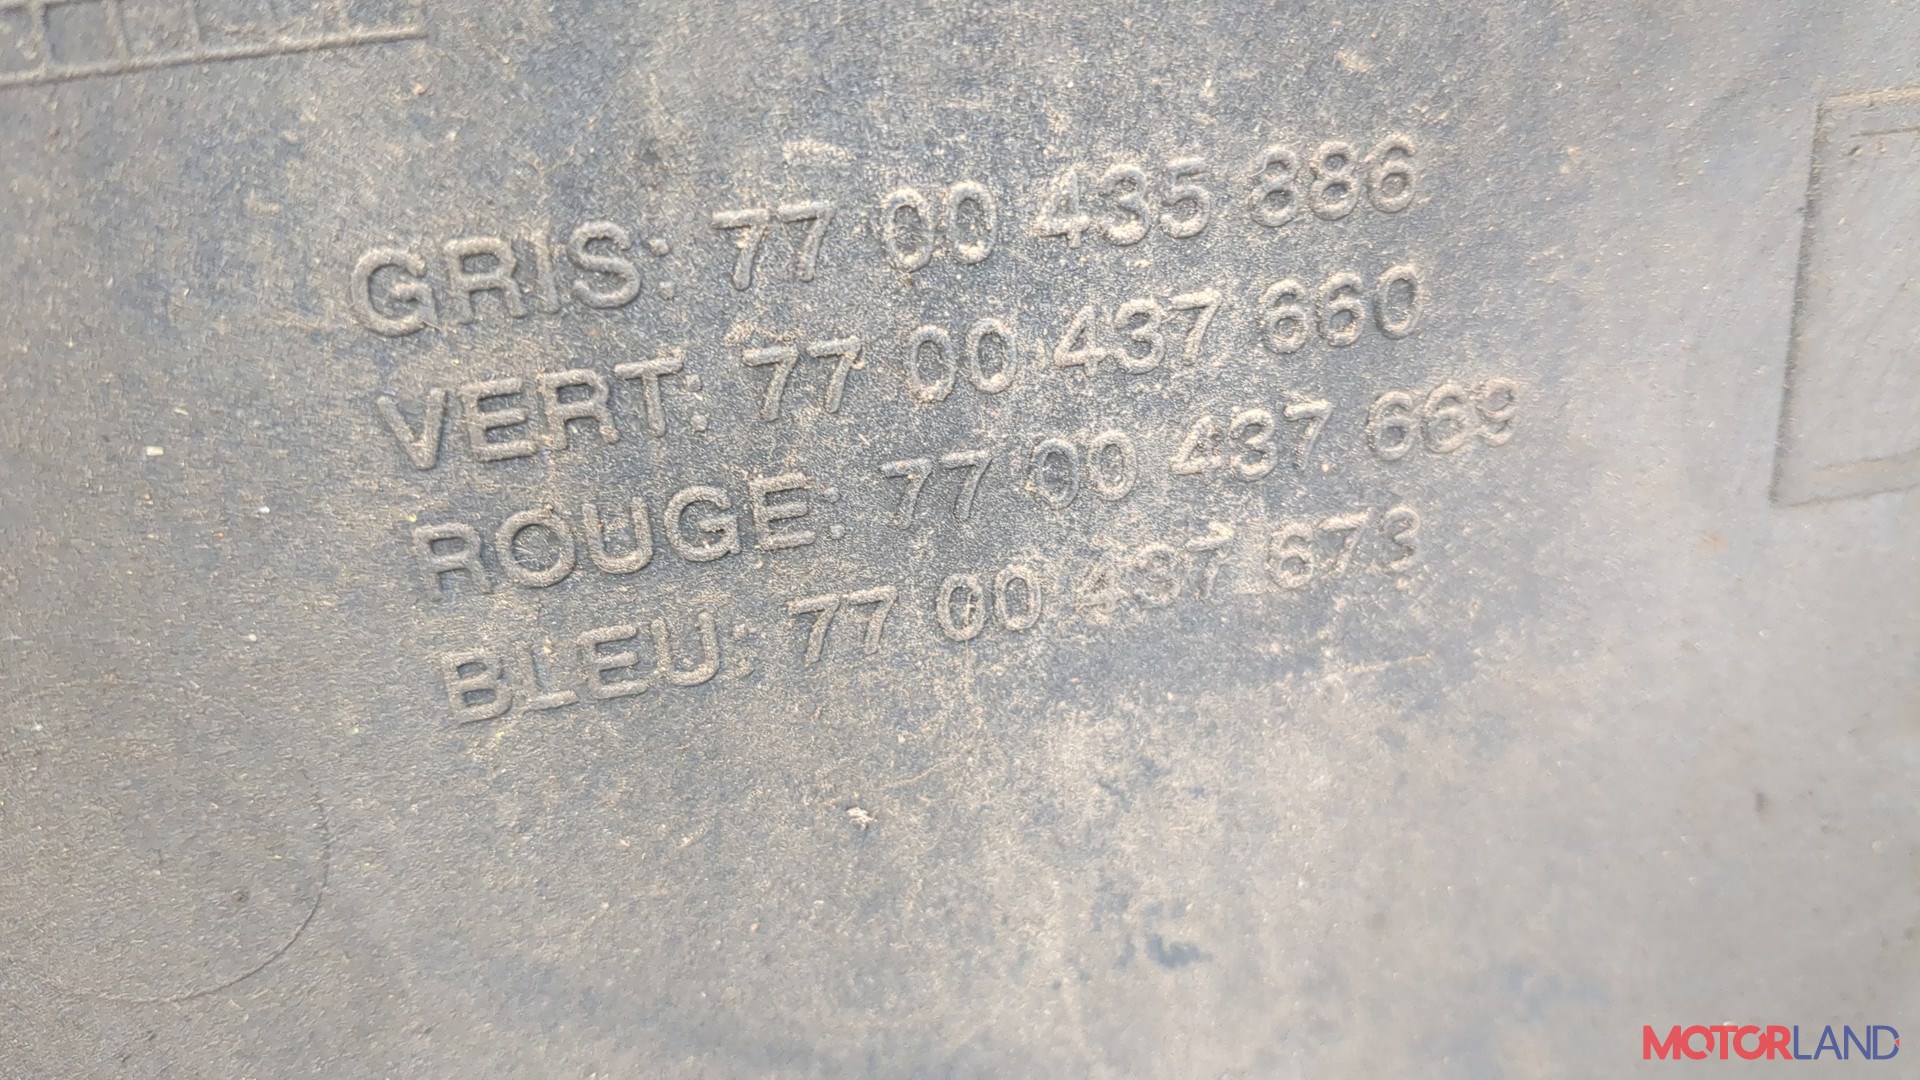 GRIS: 77 00 435 886
VERT: 77 00 437 660
ROUGE: 77 00 437 669
BLEU: 77 00 437 673
MOTORLAND